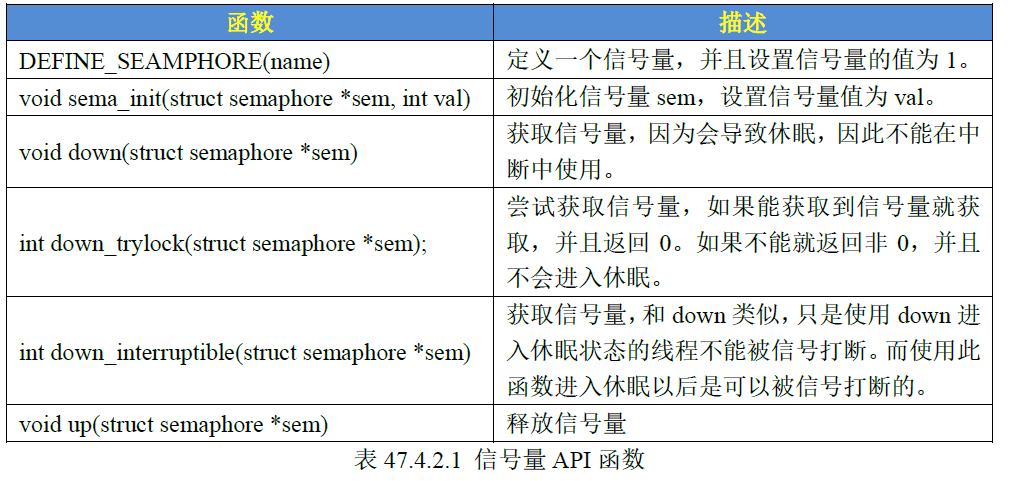 函数 描述
DEFINE_SEAMPHORE(name) 定义一个信号量，并且设置信号量的值为 1。
void sema_init(struct semaphore *sem, int val) 初始化信号量 sem，设置信号量值为 val。
void down(struct semaphore *sem)
获取信号量，因为会导致休眠，因此不能在中
断中使用。
int down_trylock(struct semaphore *sem);
尝试获取信号量，如果能获取到信号量就获
取，并且返回 0。如果不能就返回非 0，并且
不会进入休眠。
int down_interruptible(struct semaphore *sem)
获取信号量，和 down 类似，只是使用 down 进
入休眠状态的线程不能被信号打断。而使用此
函数进入休眠以后是可以被信号打断的。
void up(struct semaphore *sem) 释放信号量
表 47.4.2.1 信号量 API 函数